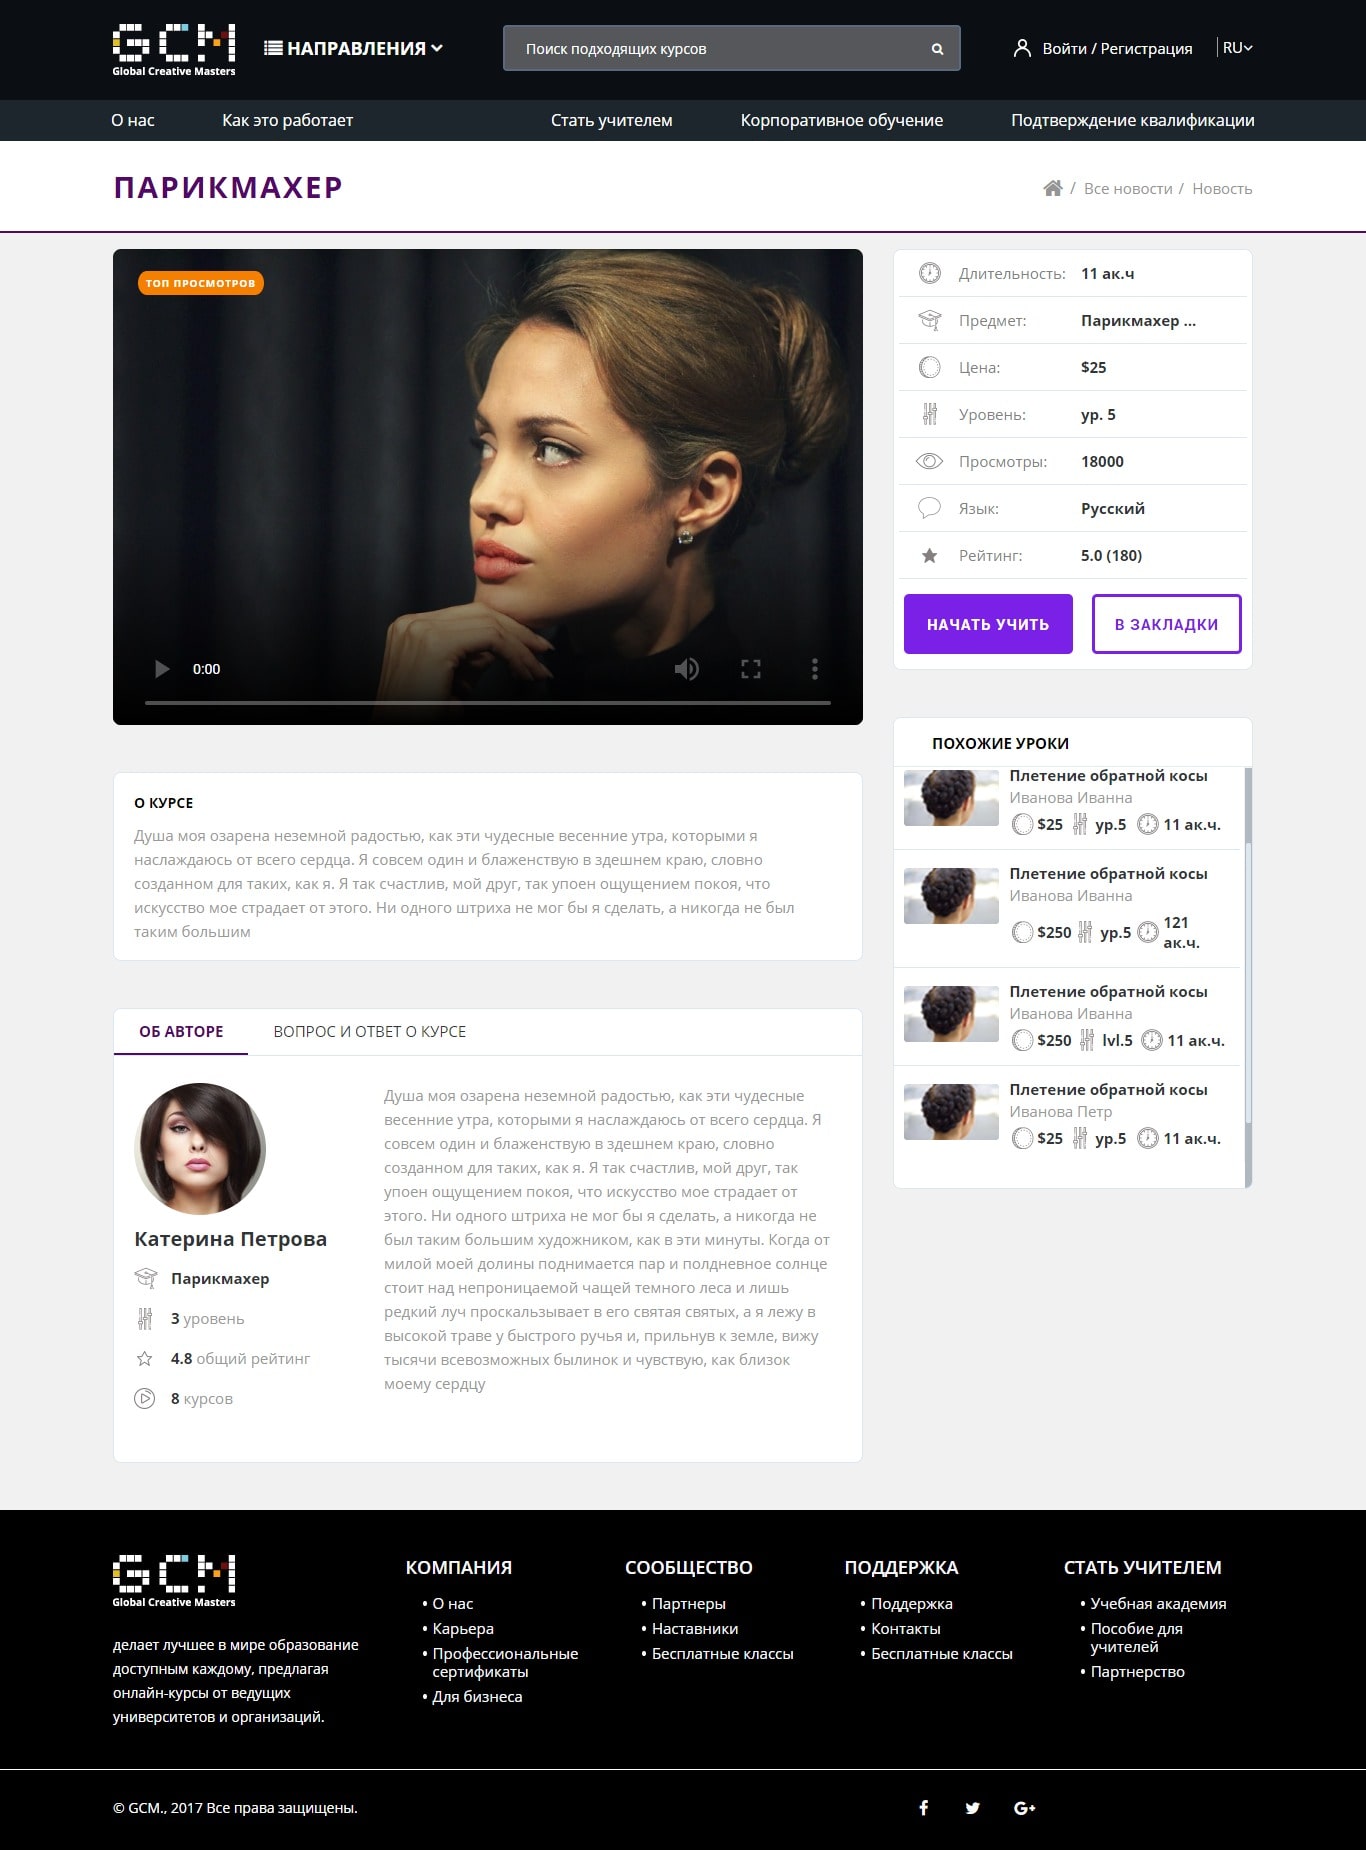 GCM
Global Creative Masters
НАПРАВЛЕНИЯ
Поиск подходящих курсов
Войти / Регистрация
RU
О нас
Как это работает
Стать учителем
Корпоративное обучение
Подтверждение квалификации
ПАРИКМАХЕР
/ Все новости / Новость
ТОП ПРОСМОТРОВ
0:00
Длительность: 11 ак.ч
Предмет: Парикмахер ...
Цена: $25
Уровень: ур. 5
Просмотры: 18000
Язык: Русский
Рейтинг: 5.0 (180)
НАЧАТЬ УЧИТЬ
В ЗАКЛАДКИ
ПОХОЖИЕ УРОКИ
Плетение обратной косы
Иванова Иванна
$25 ур.5 11 ак.ч.
Плетение обратной косы
Иванова Иванна
$250 ур.5 121
ак.ч.
Плетение обратной косы
Иванова Иванна
$250 lvl.5 11 ак.ч.
Плетение обратной косы
Иванова Петр
$25 ур.5 11 ак.ч.
О КУРСЕ
Душа моя озарена неземной радостью, как эти чудесные весенние утра, которыми я
наслаждаюсь от всего сердца. Я совсем один и блаженствую в здешнем краю, словно
созданном для таких, как я. Я так счастлив, мой друг, так упоен ощущением покоя, что
искусство мое страдает от этого. Ни одного штриха не мог бы я сделать, а никогда не был
таким большим
ОБ АВТОРЕ
ВОПРОС И ОТВЕТ О КУРСЕ
Катерина Петрова
Парикмахер
3 уровень
4.8 общий рейтинг
8 курсов
Душа моя озарена неземной радостью, как эти чудесные
весенние утра, которыми я наслаждаюсь от всего сердца. Я
совсем один и блаженствую в здешнем краю, словно
созданном для таких, как я. Я так счастлив, мой друг, так
упоен ощущением покоя, что искусство мое страдает от
этого. Ни одного штриха не мог бы я сделать, а никогда не
был таким большим художником, как в эти минуты. Когда от
милой моей долины поднимается пар и полдневное солнце
стоит над непроницаемой чащей темного леса и лишь
редкий луч проскальзывает в его святая святых, а я лежу в
высокой траве у быстрого ручья и, прильнув к земле, вижу
тысячи всевозможных былинок и чувствую, как близок
моему сердцу
GCM
Global Creative Masters
делает лучшее в мире образование
доступным каждому, предлагая
онлайн-курсы от ведущих
университетов и организаций.
КОМПАНИЯ
• О нас
• Карьера
• Профессиональные
сертификаты
• Для бизнеса
СООБЩЕСТВО
• Партнеры
• Наставники
• Бесплатные классы
ПОДДЕРЖКА
• Поддержка
• Контакты
• Бесплатные классы
СТАТЬ УЧИТЕЛЕМ
• Учебная академия
• Пособие для
учителей
• Партнерство
© GCM., 2017 Все права защищены.